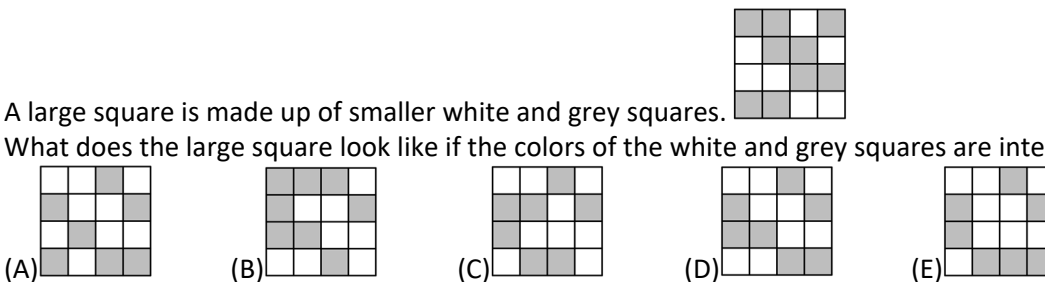 A large square is made up of smaller white and grey squares.
What does the large square look like if the colors of the white and grey squares are inte
(A) (B) (C) (D) (E)